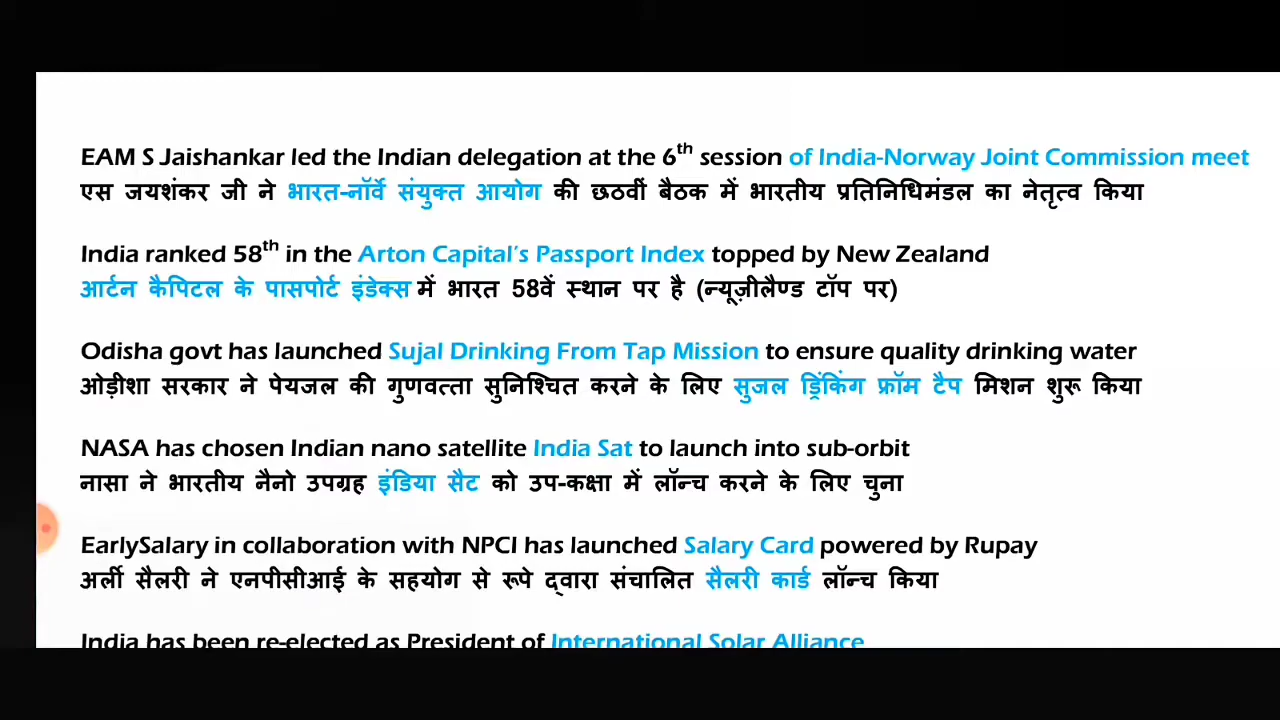 EAM S Jaishankar led the Indian delegation at the 6th session of India-Norway Joint Commission meet
एस जयशंकर जी ने भारत-नॉर्वे संयुक्त आयोग की छठवीं बैठक में भारतीय प्रतिनिधिमंडल का नेतृत्व किया
India ranked 58th in the Arton Capital's Passport Index topped by New Zealand
आर्टन कैपिटल के पासपोर्ट इंडेक्स में भारत 58वें स्थान पर है (न्यूज़ीलैण्ड टॉप पर)
Odisha govt has launched Sujal Drinking From Tap Mission to ensure quality drinking water
ओड़ीशा सरकार ने पेयजल की गुणवत्ता सुनिश्चित करने के लिए सुजल ड्रिंकिंग फ्रॉम टैप मिशन शुरू किया
NASA has chosen Indian nano satellite India Sat to launch into sub-orbit
नासा ने भारतीय नैनो उपग्रह इंडिया सैट को उप-कक्षा में लॉन्च करने के लिए चुना
EarlySalary in collaboration with NPCI has launched Salary Card powered by Rupay
अर्ली सैलरी ने एनपीसीआई के सहयोग से रूपे द्वारा संचालित सैलरी कार्ड लॉन्च किया
India has been re-elected as President of International Solar Alliance